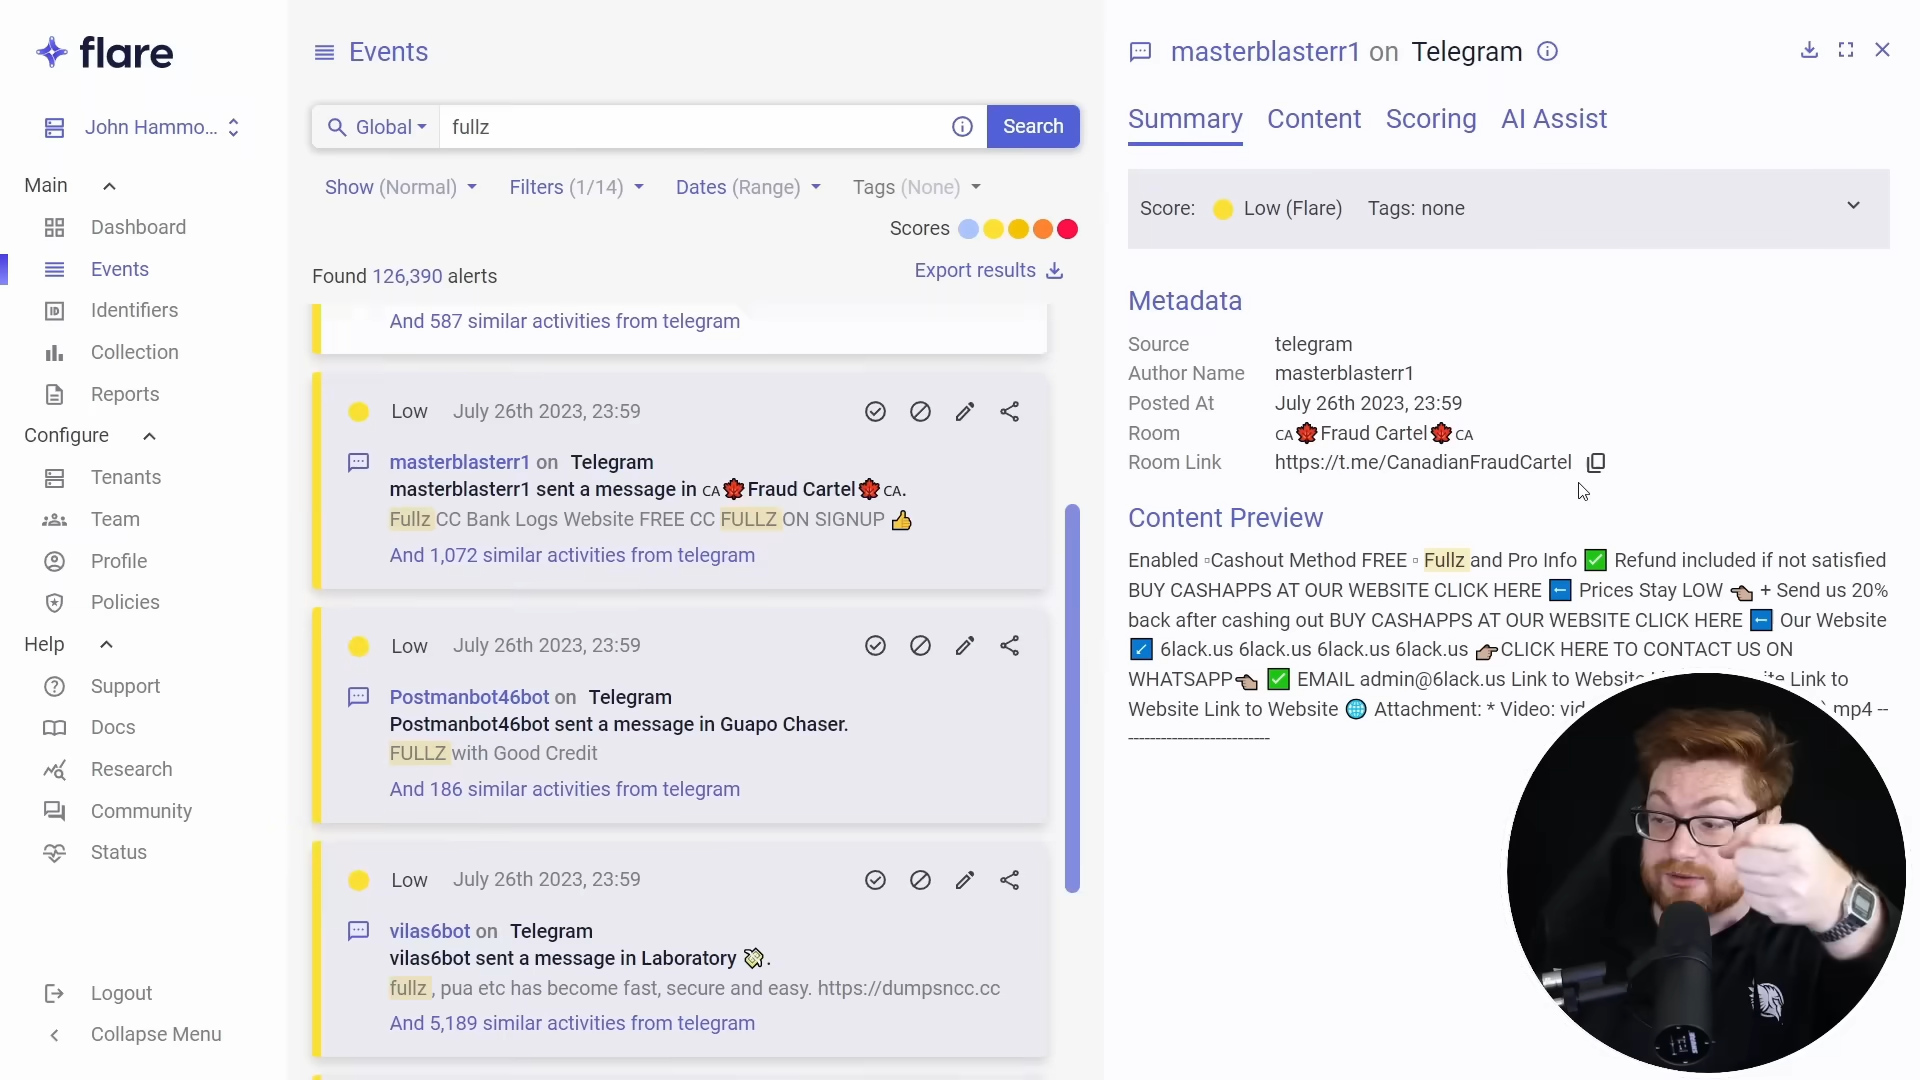 flare
John Hammo...
Main
Dashboard
Events
Identifiers
Collection
Reports
Configure
Tenants
Team
Profile
Policies
Help
Support
Docs
Research
Community
Status
Logout
Collapse Menu
Events
Global
fullz
Search
Show (Normal)
Filters (1/14)
Dates (Range)
Tags (None)
Scores
Found 126,390 alerts
Export results
And 587 similar activities from telegram
Low July 26th 2023, 23:59
masterblasterr1 on Telegram
masterblasterr1 sent a message in CA🍁Fraud Cartel🍁CA.
Fullz CC Bank Logs Website FREE CC FULLZ ON SIGNUP 👍
And 1,072 similar activities from telegram
Low July 26th 2023, 23:59
Postmanbot46bot on Telegram
Postmanbot46bot sent a message in Guapo Chaser.
FULLZ with Good Credit
And 186 similar activities from telegram
Low July 26th 2023, 23:59
vilas6bot on Telegram
vilas6bot sent a message in Laboratory 💸.
fullz, pua etc has become fast, secure and easy. https://dumpsncc.cc
And 5,189 similar activities from telegram
masterblasterr1 on Telegram
Summary
Content
Scoring
AI Assist
Score: Low (Flare) Tags: none
Metadata
Source telegram
Author Name masterblasterr1
Posted At July 26th 2023, 23:59
Room CA🍁Fraud Cartel🍁CA
Room Link https://t.me/CanadianFraudCartel
Content Preview
Enabled ▫Cashout Method FREE ▫ Fullz and Pro Info ✅ Refund included if not satisfied
BUY CASHAPPS AT OUR WEBSITE CLICK HERE ⬅ Prices Stay LOW 👈🏼 + Send us 20%
back after cashing out BUY CASHAPPS AT OUR WEBSITE CLICK HERE ⬅ Our Website
↙ 6lack.us 6lack.us 6lack.us 6lack.us 👉🏼CLICK HERE TO CONTACT US ON
WHATSAPP👈🏼 ✅ EMAIL admin@6lack.us Link to Website Link to
Website Link to Website 🌐 Attachment: * Video: mp4 --
--------------------------